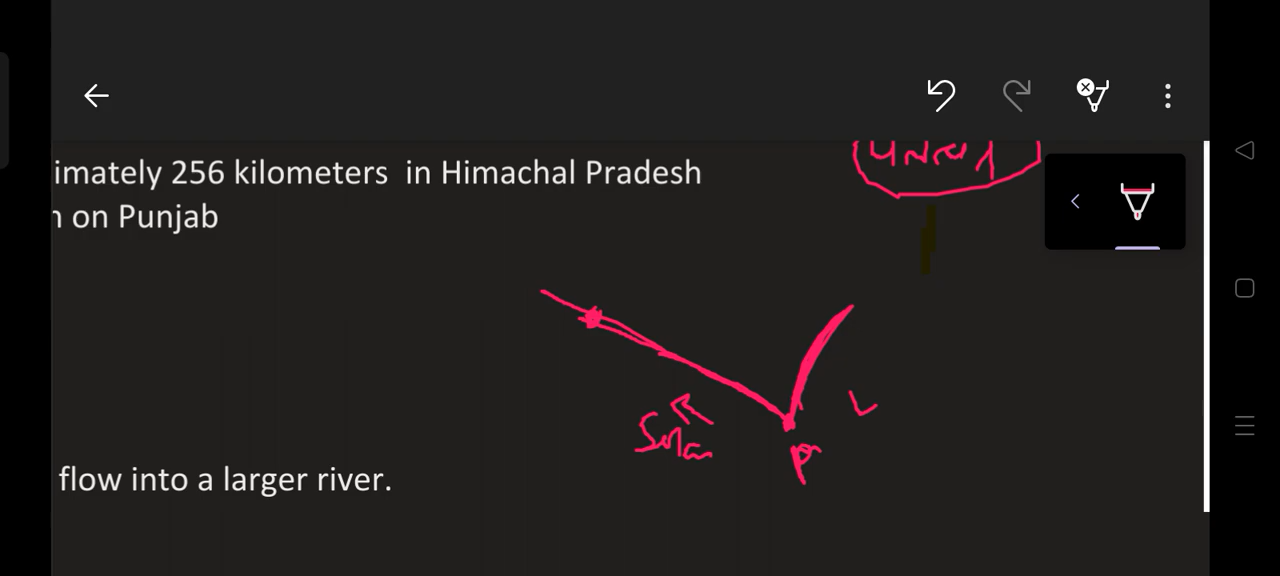 imately 256 kilometers in Himachal Pradesh
n on Punjab
flow into a larger river.
P